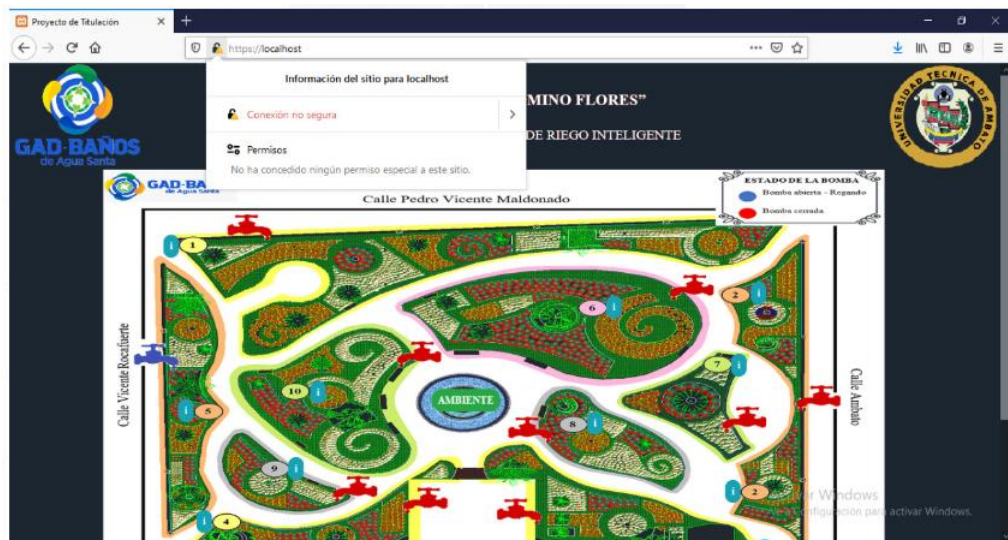 Proyecto de Titulación
https://localhost
Información del sitio para localhost
Conexión no segura
Permisos
No ha concedido ningún permiso especial a este sitio.
MINO FLORES”
DE RIEGO INTELIGENTE
GAD-BAÑOS
de Agua Santa
UNIVERSIDAD TECNICA DE AMBATO
GAD-BA
de Agua Santa
Calle Pedro Vicente Maldonado
ESTADO DE LA BOMBA
Bomba abierta - Regando
Bomba cerrada
i 1
2 i
6 i
Calle Vicente Rocafuerte
7 i
10 i
AMBIENTE
Calle Ambato
i 5
8 i
9 i
i 2
i 4
ar Windows
configuración para activar Windows.